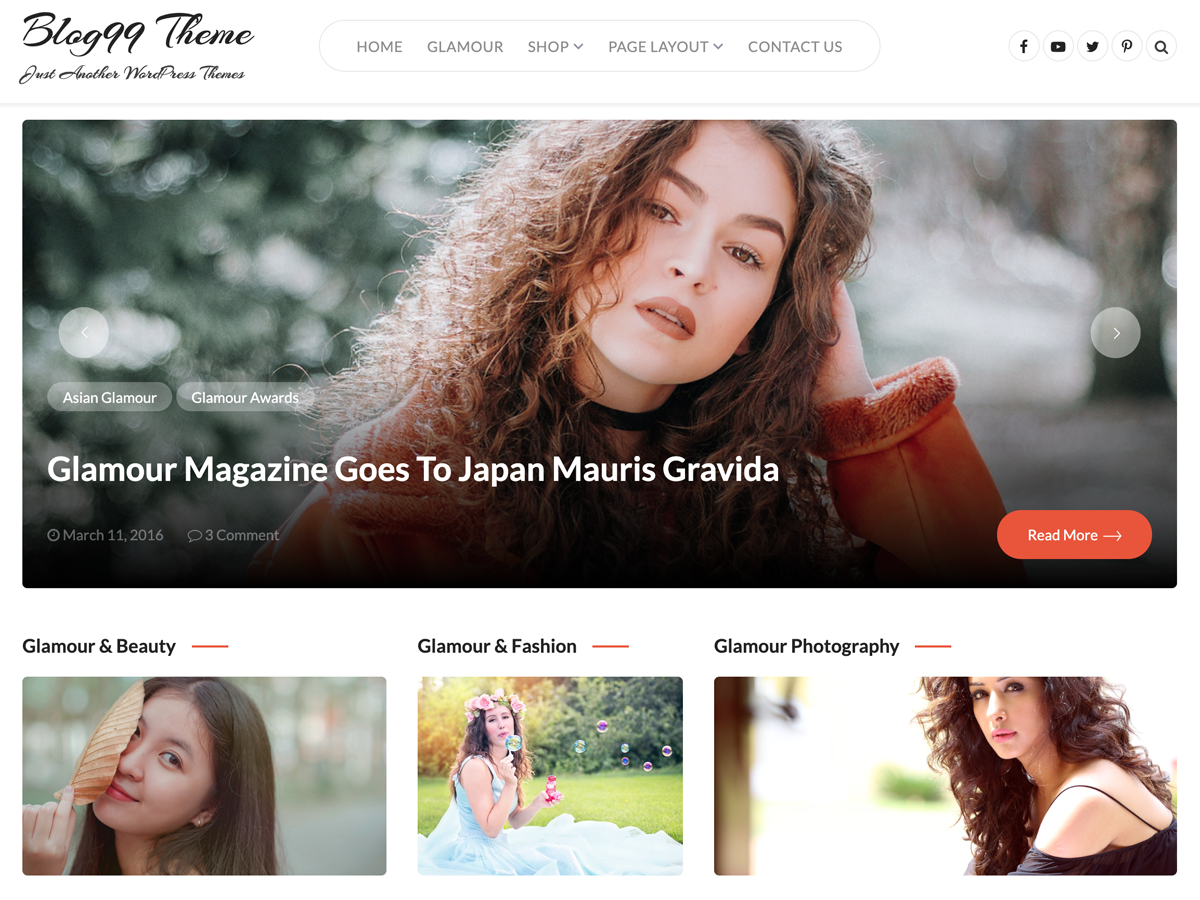 Blog99 Theme
Just Another WordPress Themes
HOME GLAMOUR SHOP PAGE LAYOUT CONTACT US
Asian Glamour Glamour Awards
Glamour Magazine Goes To Japan Mauris Gravida
March 11, 2016 3 Comment
Read More
Glamour & Beauty Glamour & Fashion Glamour Photography